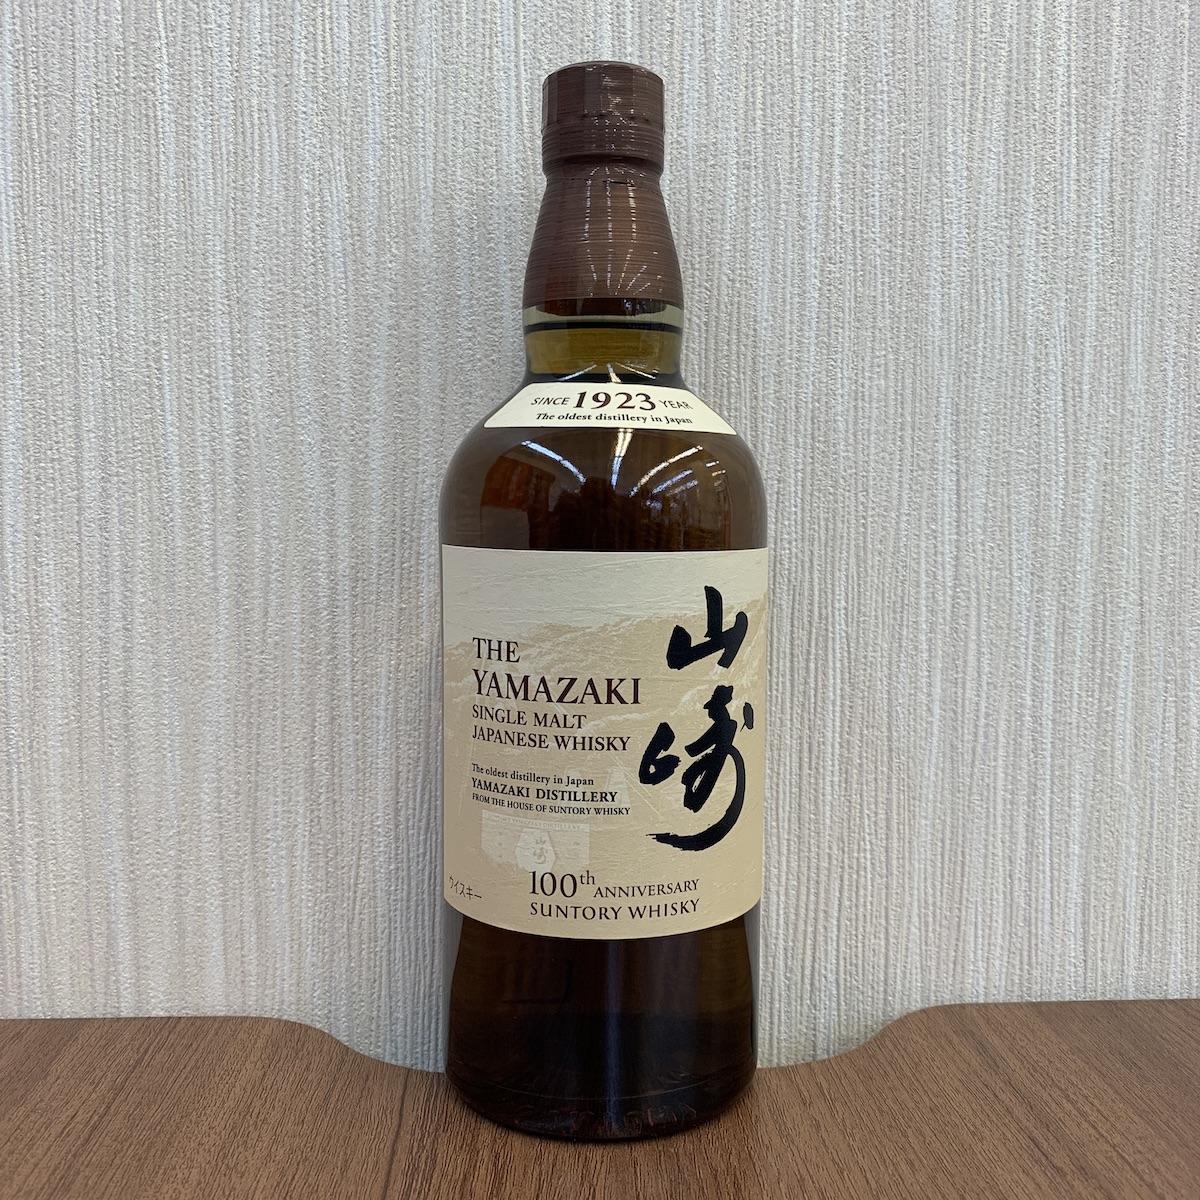 SINCE 1923 YEAR
The oldest distillery in Japan
山崎
THE
YAMAZAKI
SINGLE MALT
JAPANESE WHISKY
The oldest distillery in Japan
YAMAZAKI DISTILLERY
FROM THE HOUSE OF SUNTORY WHISKY
山崎
ウイスキー
100th ANNIVERSARY
SUNTORY WHISKY